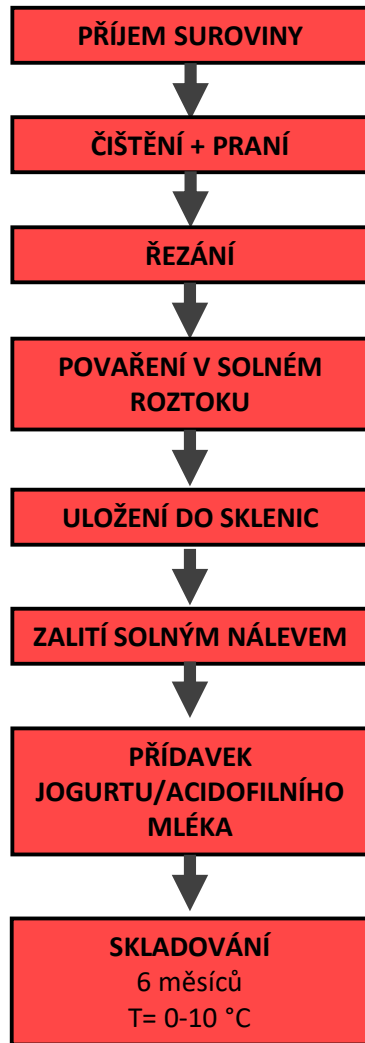 PŘÍJEM SUROVINY
ČIŠTĚNÍ + PRANÍ
ŘEZÁNÍ
POVAŘENÍ V SOLNÉM
ROZTOKU
ULOŽENÍ DO SKLENIC
ZALITÍ SOLNÝM NÁLEVEM
PŘÍDAVEK
JOGURTU/ACIDOFILNÍHO
MLÉKA
SKLADOVÁNÍ
6 měsíců
T= 0-10 °C